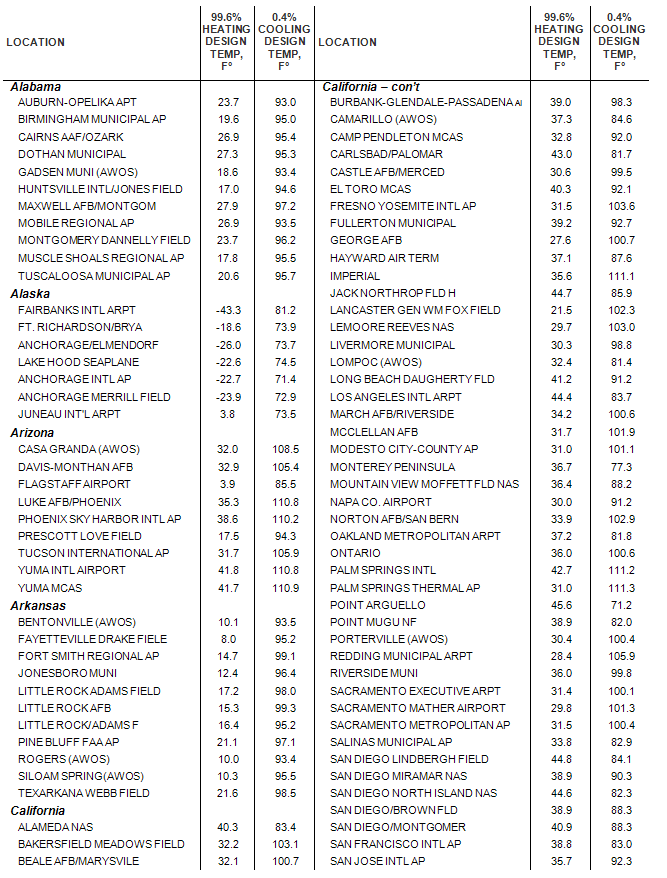 LOCATION 99.6% HEATING DESIGN TEMP, F° 0.4% COOLING DESIGN TEMP, F°
Alabama
AUBURN-OPELIKA APT 23.7 93.0
BIRMINGHAM MUNICIPAL AP 19.6 95.0
CAIRNS AAF/OZARK 26.9 95.4
DOTHAN MUNICIPAL 27.3 95.3
GADSEN MUNI (AWOS) 18.6 93.4
HUNTSVILLE INTL/JONES FIELD 17.0 94.6
MAXWELL AFB/MONTGOM 27.9 97.2
MOBILE REGIONAL AP 26.9 93.5
MONTGOMERY DANNELLY FIELD 23.7 96.2
MUSCLE SHOALS REGIONAL AP 17.8 95.5
TUSCALOOSA MUNICIPAL AP 20.6 95.7
Alaska
FAIRBANKS INTL ARPT -43.3 81.2
FT. RICHARDSON/BRYA -18.6 73.9
ANCHORAGE/ELMENDORF -26.0 73.7
LAKE HOOD SEAPLANE -22.6 74.5
ANCHORAGE INTL AP -22.7 71.4
ANCHORAGE MERRILL FIELD -23.9 72.9
JUNEAU INT'L ARPT 3.8 73.5
Arizona
CASA GRANDA (AWOS) 32.0 108.5
DAVIS-MONTHAN AFB 32.9 105.4
FLAGSTAFF AIRPORT 3.9 85.5
LUKE AFB/PHOENIX 35.3 110.8
PHOENIX SKY HARBOR INTL AP 38.6 110.2
PRESCOTT LOVE FIELD 17.5 94.3
TUCSON INTERNATIONAL AP 31.7 105.9
YUMA INTL AIRPORT 41.8 110.8
YUMA MCAS 41.7 110.9
Arkansas
BENTONVILLE (AWOS) 10.1 93.5
FAYETTEVILLE DRAKE FIELE 8.0 95.2
FORT SMITH REGIONAL AP 14.7 99.1
JONESBORO MUNI 12.4 96.4
LITTLE ROCK ADAMS FIELD 17.2 98.0
LITTLE ROCK AFB 15.3 99.3
LITTLE ROCK/ADAMS F 16.4 95.2
PINE BLUFF FAA AP 21.1 97.1
ROGERS (AWOS) 10.0 93.4
SILOAM SPRING(AWOS) 10.3 95.5
TEXARKANA WEBB FIELD 21.6 98.5
California
ALAMEDA NAS 40.3 83.4
BAKERSFIELD MEADOWS FIELD 32.2 103.1
BEALE AFB/MARYSVILE 32.1 100.7
LOCATION 99.6% HEATING DESIGN TEMP, F° 0.4% COOLING DESIGN TEMP, F°
California – con't
BURBANK-GLENDALE-PASSADENA AI 39.0 98.3
CAMARILLO (AWOS) 37.3 84.6
CAMP PENDLETON MCAS 32.8 92.0
CARLSBAD/PALOMAR 43.0 81.7
CASTLE AFB/MERCED 30.6 99.5
EL TORO MCAS 40.3 92.1
FRESNO YOSEMITE INTL AP 31.5 103.6
FULLERTON MUNICIPAL 39.2 92.7
GEORGE AFB 27.6 100.7
HAYWARD AIR TERM 37.1 87.6
IMPERIAL 35.6 111.1
JACK NORTHROP FLD H 44.7 85.9
LANCASTER GEN WM FOX FIELD 21.5 102.3
LEMOORE REEVES NAS 29.7 103.0
LIVERMORE MUNICIPAL 30.3 98.8
LOMPOC (AWOS) 32.4 81.4
LONG BEACH DAUGHERTY FLD 41.2 91.2
LOS ANGELES INTL ARPT 44.4 83.7
MARCH AFB/RIVERSIDE 34.2 100.6
MCCLELLAN AFB 31.7 101.9
MODESTO CITY-COUNTY AP 31.0 101.1
MONTEREY PENINSULA 36.7 77.3
MOUNTAIN VIEW MOFFETT FLD NAS 36.4 88.2
NAPA CO. AIRPORT 30.0 91.2
NORTON AFB/SAN BERN 33.9 102.9
OAKLAND METROPOLITAN ARPT 37.2 81.8
ONTARIO 36.0 100.6
PALM SPRINGS INTL 42.7 111.2
PALM SPRINGS THERMAL AP 31.0 111.3
POINT ARGUELLO 45.6 71.2
POINT MUGU NF 38.9 82.0
PORTERVILLE (AWOS) 30.4 100.4
REDDING MUNICIPAL ARPT 28.4 105.9
RIVERSIDE MUNI 36.0 99.8
SACRAMENTO EXECUTIVE ARPT 31.4 100.1
SACRAMENTO MATHER AIRPORT 29.8 101.3
SACRAMENTO METROPOLITAN AP 31.5 100.4
SALINAS MUNICIPAL AP 33.8 82.9
SAN DIEGO LINDBERGH FIELD 44.8 84.1
SAN DIEGO MIRAMAR NAS 38.9 90.3
SAN DIEGO NORTH ISLAND NAS 44.6 82.3
SAN DIEGO/BROWN FLD 38.9 88.3
SAN DIEGO/MONTGOMER 40.9 88.3
SAN FRANCISCO INTL AP 38.8 83.0
SAN JOSE INTL AP 35.7 92.3